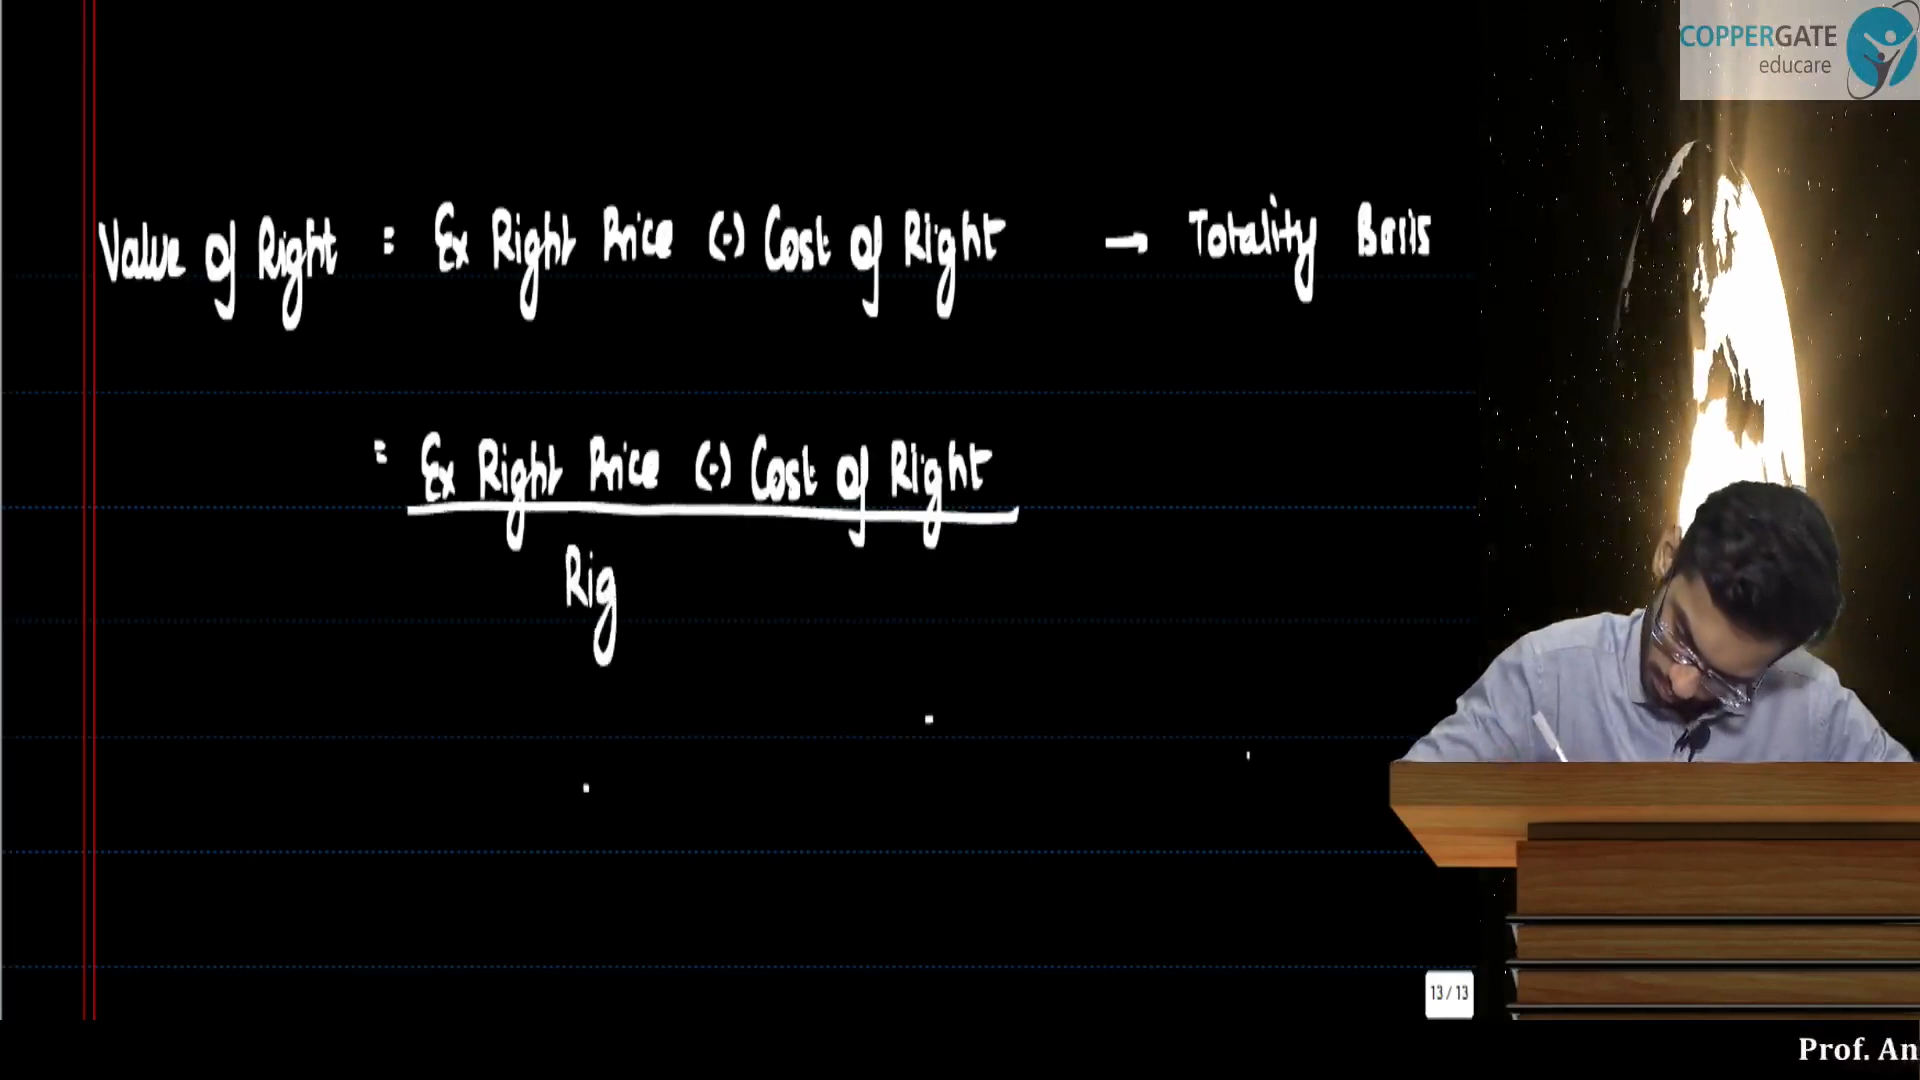 COPPERGATE
educare
Value of Right = Ex Right Price (-) Cost of Right → Totality Basis
= Ex Right Price (-) Cost of Right
Rig
13 / 13
Prof. An